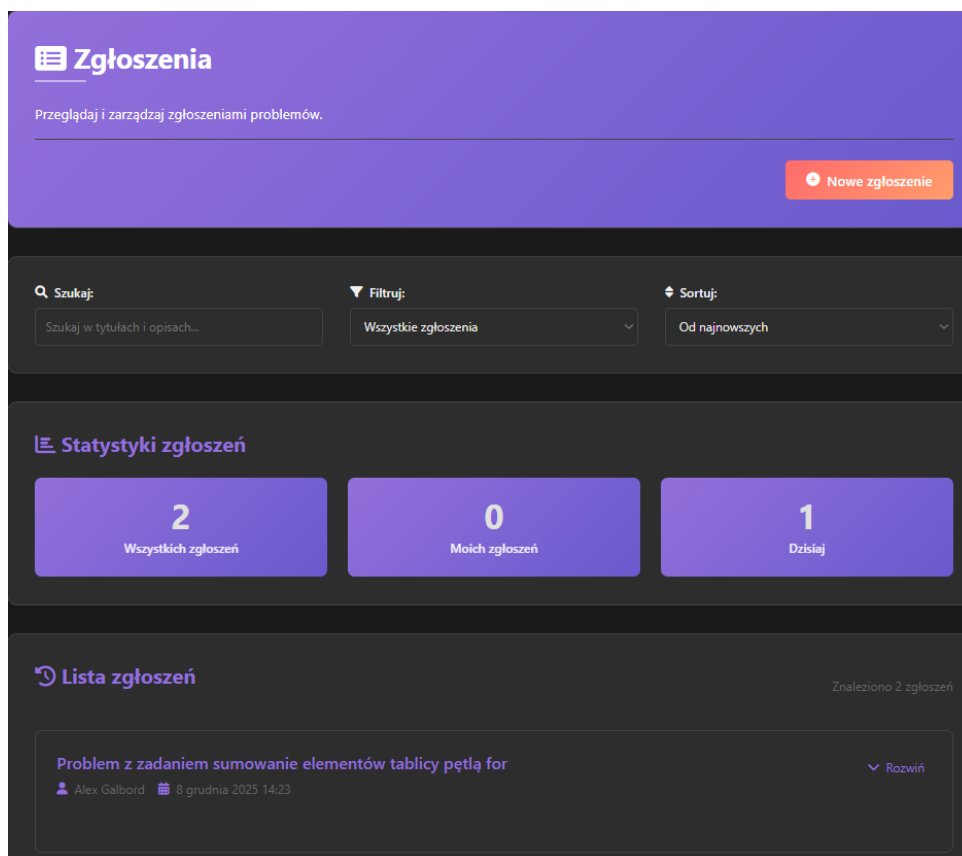 Zgłoszenia
Przeglądaj i zarządzaj zgłoszeniami problemów.
Nowe zgłoszenie
Szukaj: Filtruj: Sortuj:
Szukaj w tytułach i opisach... Wszystkie zgłoszenia Od najnowszych
Statystyki zgłoszeń
2 0 1
Wszystkich zgłoszeń Moich zgłoszeń Dzisiaj
Lista zgłoszeń
Znaleziono 2 zgłoszeń
Problem z zadaniem sumowanie elementów tablicy pętlą for
Rozwiń
Alex Galbord 8 grudnia 2025 14:23